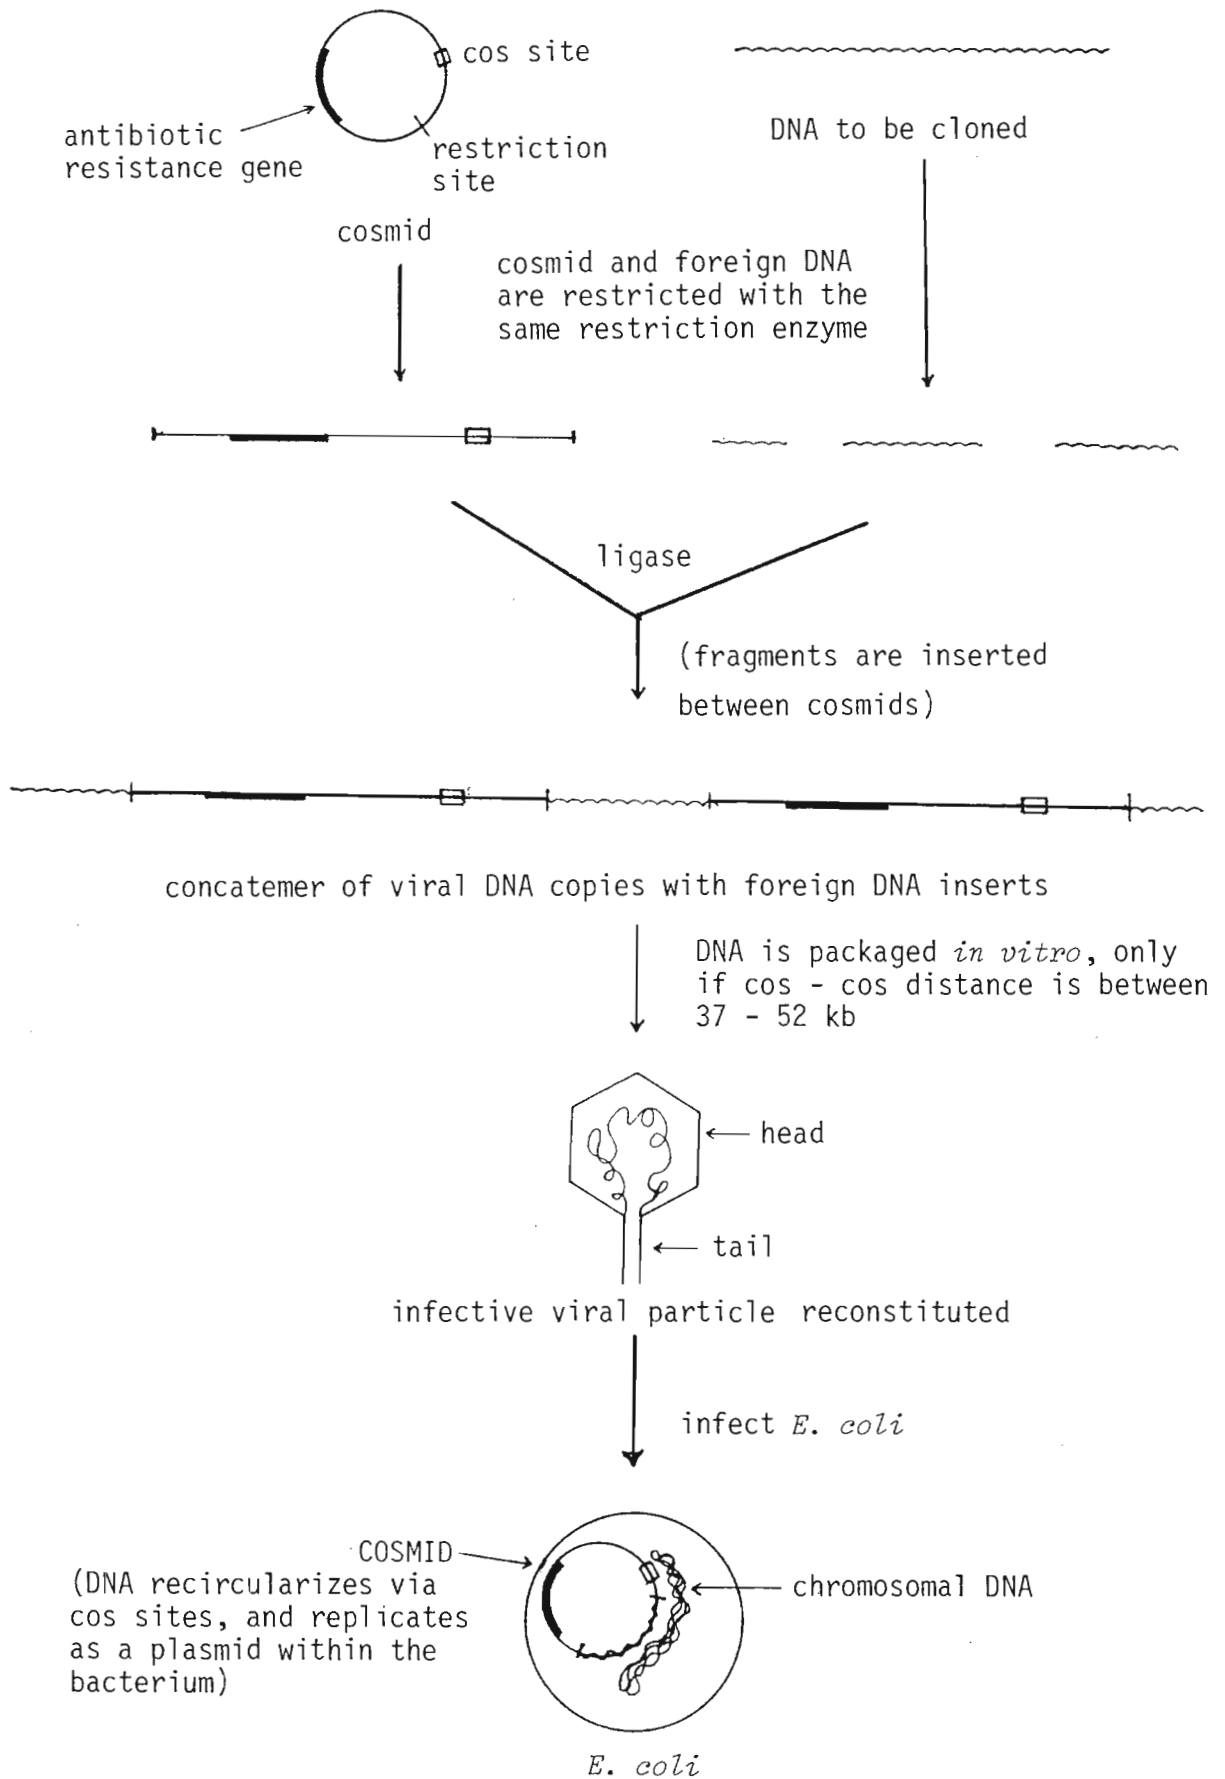 cos site
antibiotic
resistance gene
restriction
site
cosmid
DNA to be cloned
cosmid and foreign DNA
are restricted with the
same restriction enzyme
ligase
(fragments are inserted
between cosmids)
concatemer of viral DNA copies with foreign DNA inserts
DNA is packaged in vitro, only
if cos - cos distance is between
37 - 52 kb
head
tail
infective viral particle reconstituted
infect E. coli
COSMID
(DNA recircularizes via
cos sites, and replicates
as a plasmid within the
bacterium)
chromosomal DNA
E. coli